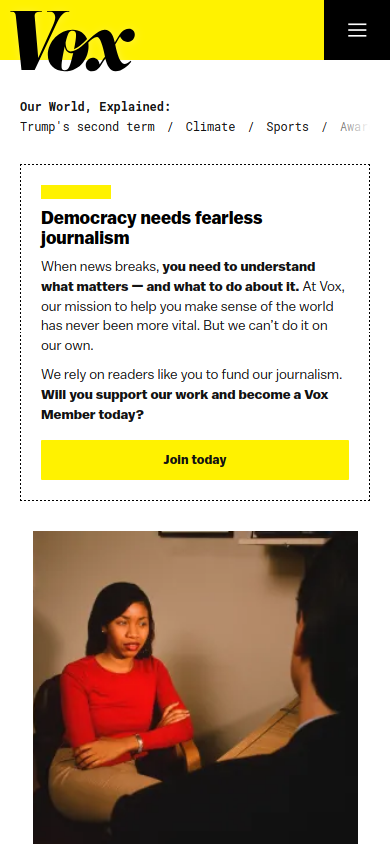 Vox
Our World, Explained:
Trump's second term / Climate / Sports /
Democracy needs fearless
journalism
When news breaks, you need to understand
what matters — and what to do about it. At Vox,
our mission to help you make sense of the world
has never been more vital. But we can't do it on
our own.
We rely on readers like you to fund our journalism.
Will you support our work and become a Vox
Member today?
Join today